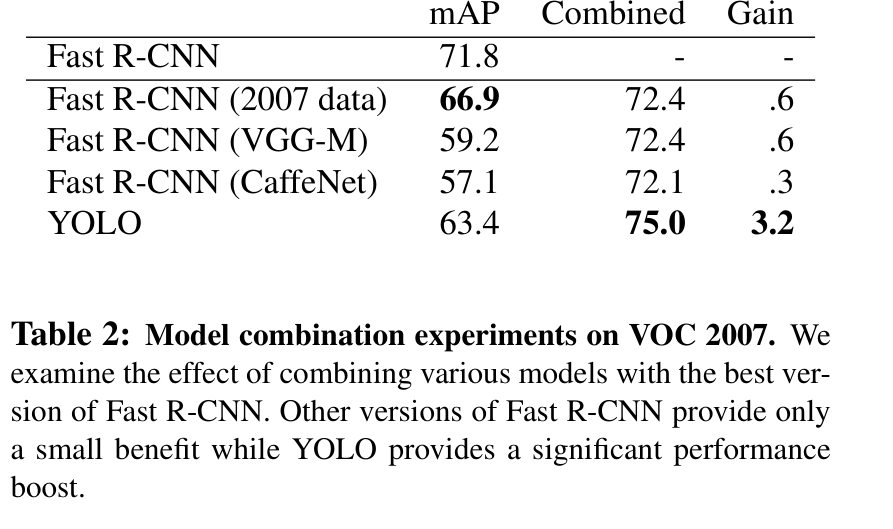 mAP Combined Gain
Fast R-CNN 71.8 - -
Fast R-CNN (2007 data) 66.9 72.4 .6
Fast R-CNN (VGG-M) 59.2 72.4 .6
Fast R-CNN (CaffeNet) 57.1 72.1 .3
YOLO 63.4 75.0 3.2
Table 2: Model combination experiments on VOC 2007. We
examine the effect of combining various models with the best ver-
sion of Fast R-CNN. Other versions of Fast R-CNN provide only
a small benefit while YOLO provides a significant performance
boost.